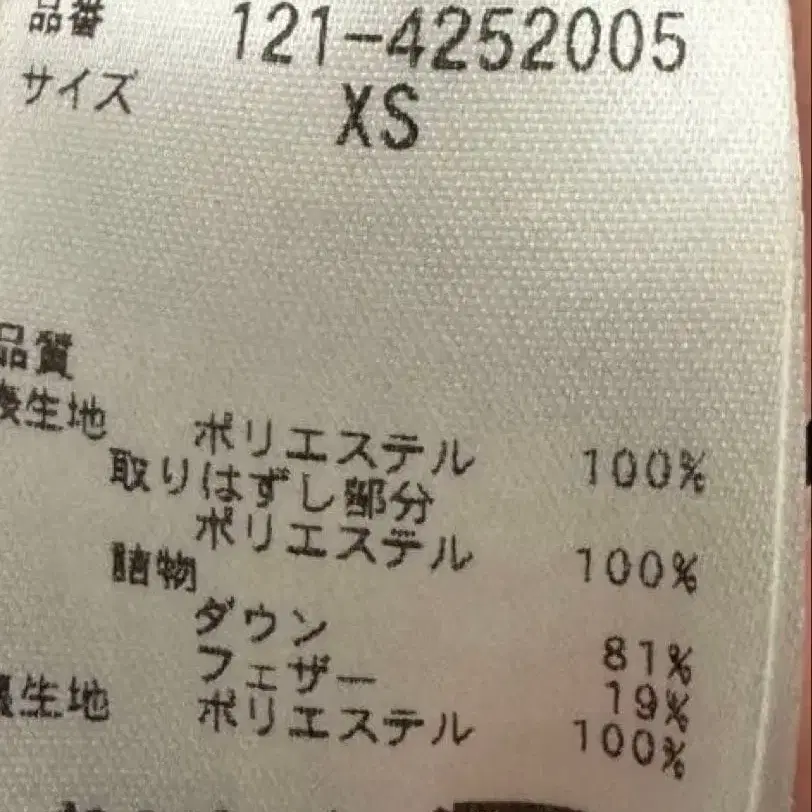 品番 121-4252005
サイズ XS
品質
表生地 ポリエステル 100%
取りはずし部分
ポリエステル 100%
詰物
ダウン 81%
フェザー 19%
裏生地 ポリエステル 100%